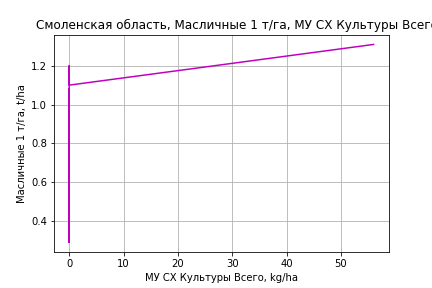 Смоленская область, Масличные 1 т/га, МУ СХ Культуры Всего
Масличные 1 т/га, t/ha
1.2
1.0
0.8
0.6
0.4
0 10 20 30 40 50
МУ СХ Культуры Всего, kg/ha